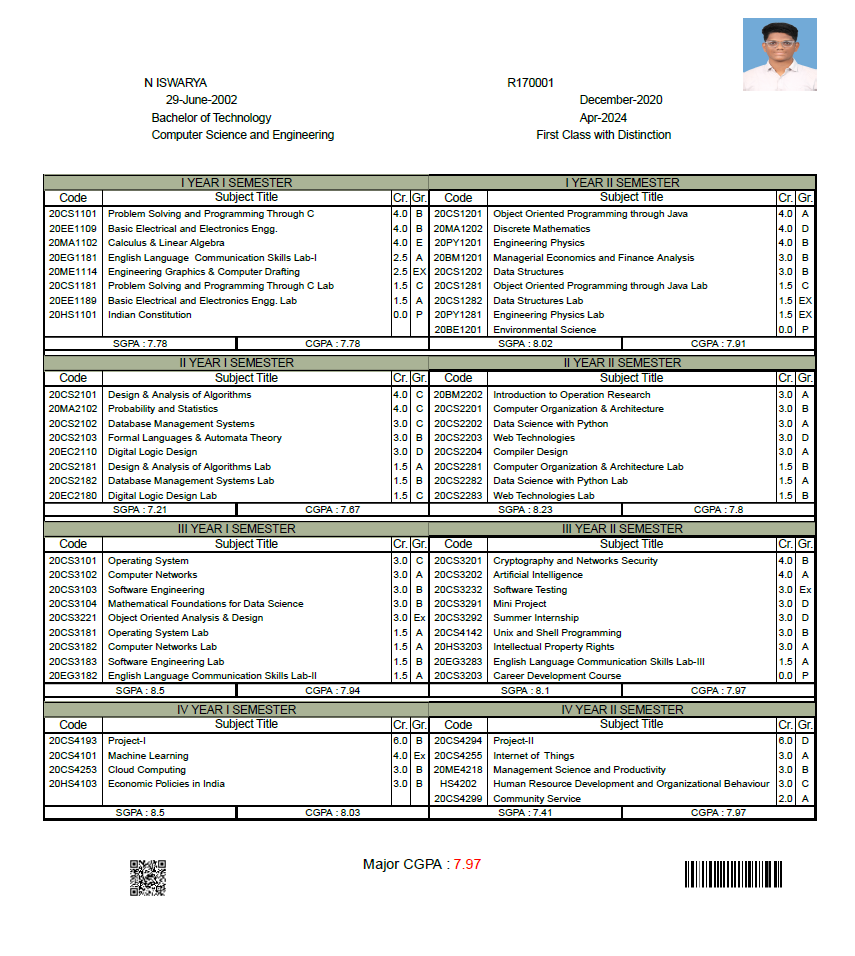 N ISWARYA R170001
29-June-2002 December-2020
Bachelor of Technology Apr-2024
Computer Science and Engineering First Class with Distinction
I YEAR I SEMESTER I YEAR II SEMESTER
Code Subject Title Cr. Gr. Code Subject Title Cr. Gr.
20CS1101 Problem Solving and Programming Through C 4.0 B 20CS1201 Object Oriented Programming through Java 4.0 A
20EE1109 Basic Electrical and Electronics Engg. 4.0 B 20MA1202 Discrete Mathematics 4.0 D
20MA1102 Calculus & Linear Algebra 4.0 E 20PY1201 Engineering Physics 4.0 B
20EG1181 English Language Communication Skills Lab-I 2.5 A 20BM1201 Managerial Economics and Finance Analysis 3.0 B
20ME1114 Engineering Graphics & Computer Drafting 2.5 EX 20CS1202 Data Structures 3.0 B
20CS1181 Problem Solving and Programming Through C Lab 1.5 C 20CS1281 Object Oriented Programming through Java Lab 1.5 C
20EE1189 Basic Electrical and Electronics Engg. Lab 1.5 A 20CS1282 Data Structures Lab 1.5 EX
20HS1101 Indian Constitution 0.0 P 20PY1281 Engineering Physics Lab 1.5 EX
20BE1201 Environmental Science 0.0 P
SGPA : 7.78 CGPA : 7.78 SGPA : 8.02 CGPA : 7.91
II YEAR I SEMESTER II YEAR II SEMESTER
Code Subject Title Cr. Gr. Code Subject Title Cr. Gr.
20CS2101 Design & Analysis of Algorithms 4.0 C 20BM2202 Introduction to Operation Research 3.0 A
20MA2102 Probability and Statistics 4.0 C 20CS2201 Computer Organization & Architecture 3.0 B
20CS2102 Database Management Systems 3.0 C 20CS2202 Data Science with Python 3.0 A
20CS2103 Formal Languages & Automata Theory 3.0 B 20CS2203 Web Technologies 3.0 D
20EC2110 Digital Logic Design 3.0 D 20CS2204 Compiler Design 3.0 A
20CS2181 Design & Analysis of Algorithms Lab 1.5 A 20CS2281 Computer Organization & Architecture Lab 1.5 B
20CS2182 Database Management Systems Lab 1.5 B 20CS2282 Data Science with Python Lab 1.5 A
20EC2180 Digital Logic Design Lab 1.5 C 20CS2283 Web Technologies Lab 1.5 B
SGPA : 7.21 CGPA : 7.67 SGPA : 8.23 CGPA : 7.8
III YEAR I SEMESTER III YEAR II SEMESTER
Code Subject Title Cr. Gr. Code Subject Title Cr. Gr.
20CS3101 Operating System 3.0 C 20CS3201 Cryptography and Networks Security 4.0 B
20CS3102 Computer Networks 3.0 A 20CS3202 Artificial Intelligence 4.0 A
20CS3103 Software Engineering 3.0 B 20CS3232 Software Testing 3.0 Ex
20CS3104 Mathematical Foundations for Data Science 3.0 B 20CS3291 Mini Project 3.0 D
20CS3221 Object Oriented Analysis & Design 3.0 Ex 20CS3292 Summer Internship 3.0 D
20CS3181 Operating System Lab 1.5 A 20CS4142 Unix and Shell Programming 3.0 B
20CS3182 Computer Networks Lab 1.5 A 20HS3203 Intellectual Property Rights 3.0 A
20CS3183 Software Engineering Lab 1.5 B 20EG3283 English Language Communication Skills Lab-III 1.5 A
20EG3182 English Language Communication Skills Lab-II 1.5 A 20CS3203 Career Development Course 0.0 P
SGPA : 8.5 CGPA : 7.94 SGPA : 8.1 CGPA : 7.97
IV YEAR I SEMESTER IV YEAR II SEMESTER
Code Subject Title Cr. Gr. Code Subject Title Cr. Gr.
20CS4193 Project-I 6.0 B 20CS4294 Project-II 6.0 D
20CS4101 Machine Learning 4.0 Ex 20CS4255 Internet of Things 3.0 A
20CS4253 Cloud Computing 3.0 B 20ME4218 Management Science and Productivity 3.0 B
20HS4103 Economic Policies in India 3.0 B HS4202 Human Resource Development and Organizational Behaviour 3.0 C
20CS4299 Community Service 2.0 A
SGPA : 8.5 CGPA : 8.03 SGPA : 7.41 CGPA : 7.97
Major CGPA : 7.97